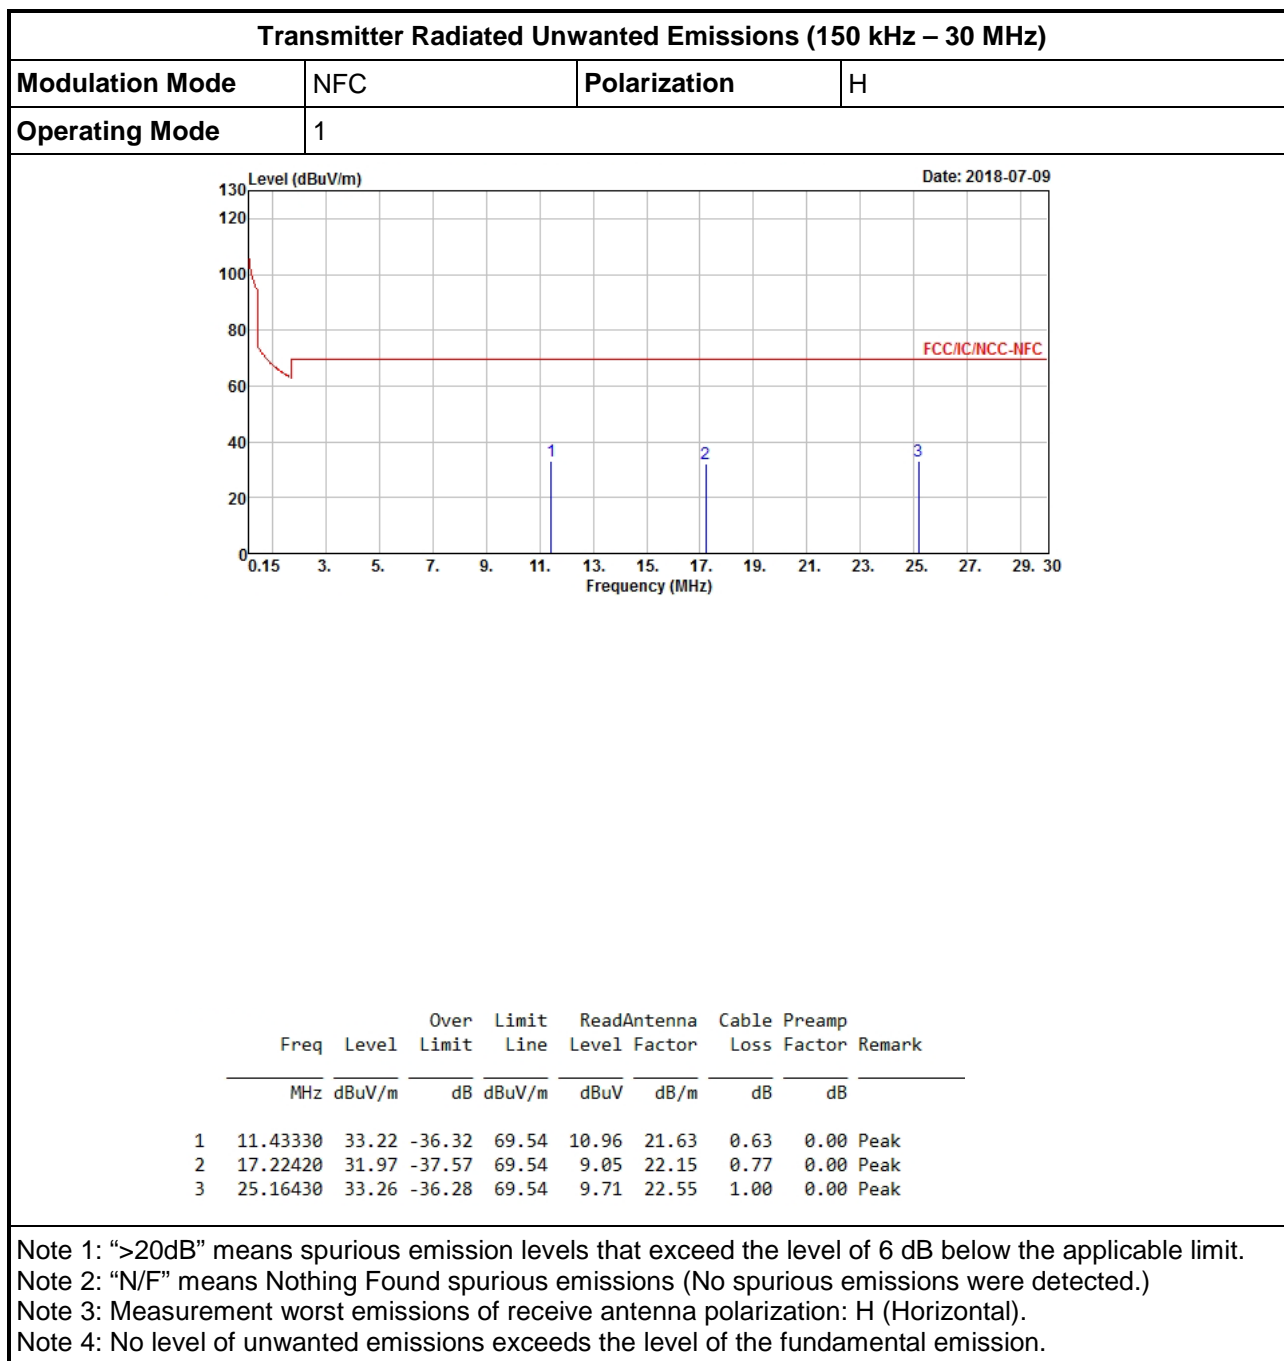 Transmitter Radiated Unwanted Emissions (150 kHz – 30 MHz)
Modulation Mode NFC Polarization H
Operating Mode 1
Level (dBuV/m) Date: 2018-07-09
130
120
100
80
FCC/IC/NCC-NFC
60
40
1 2 3
20
0
0.15 3. 5. 7. 9. 11. 13. 15. 17. 19. 21. 23. 25. 27. 29. 30
Frequency (MHz)
Over Limit ReadAntenna Cable Preamp
Freq Level Limit Line Level Factor Loss Factor Remark
MHz dBuV/m dB dBuV/m dBuV dB/m dB dB
1 11.43330 33.22 -36.32 69.54 10.96 21.63 0.63 0.00 Peak
2 17.22420 31.97 -37.57 69.54 9.05 22.15 0.77 0.00 Peak
3 25.16430 33.26 -36.28 69.54 9.71 22.55 1.00 0.00 Peak
Note 1: “>20dB” means spurious emission levels that exceed the level of 6 dB below the applicable limit.
Note 2: “N/F” means Nothing Found spurious emissions (No spurious emissions were detected.)
Note 3: Measurement worst emissions of receive antenna polarization: H (Horizontal).
Note 4: No level of unwanted emissions exceeds the level of the fundamental emission.